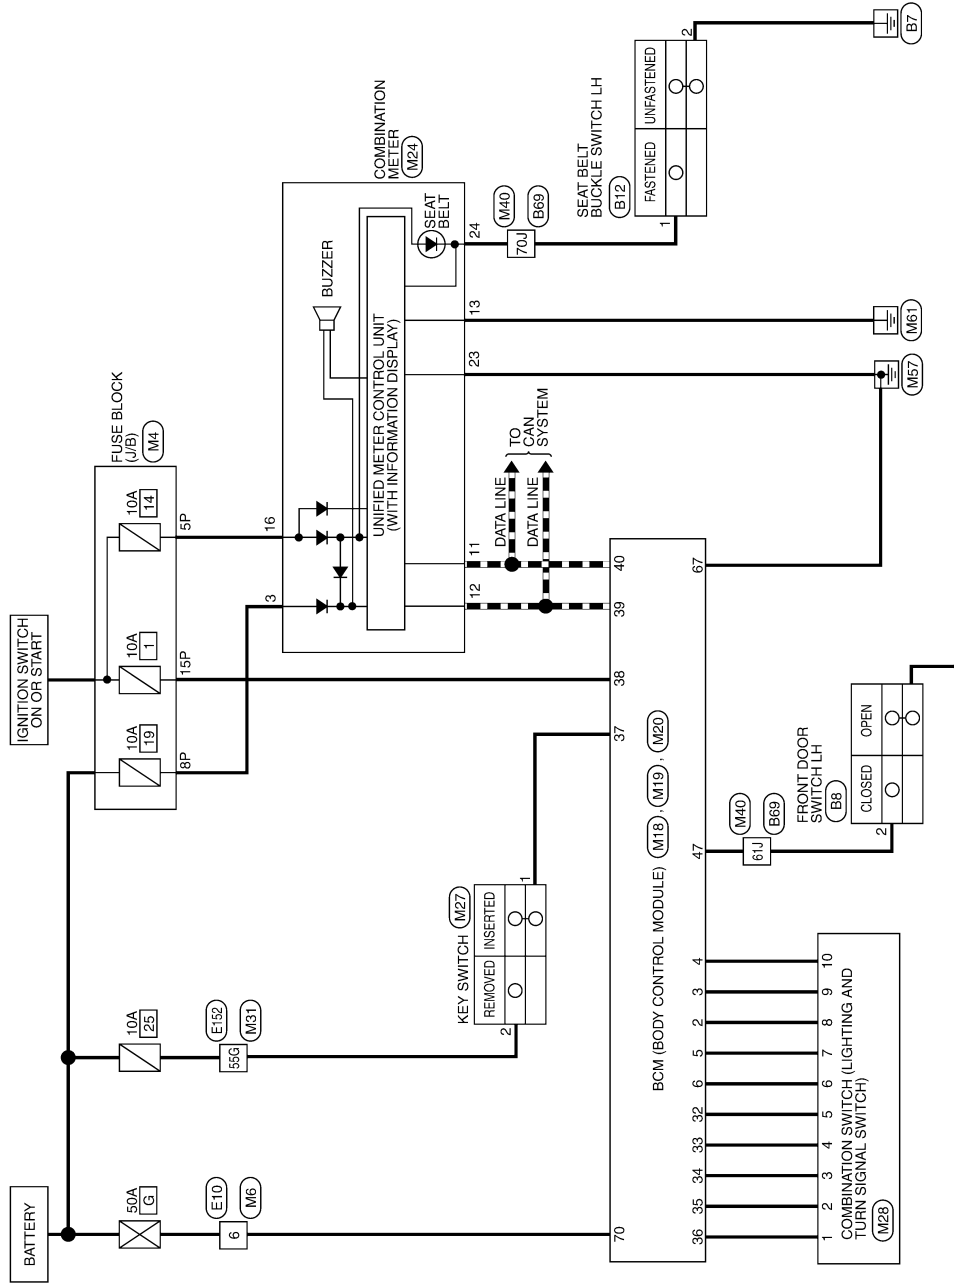 BATTERY
50A
G
E10
M6
6
10A
25
E152
M31
55G
IGNITION SWITCH
ON OR START
FUSE BLOCK
(J/B)
M4
10A
19
10A
1
10A
14
8P
15P
5P
3
16
COMBINATION
METER
M24
BUZZER
UNIFIED METER CONTROL UNIT
(WITH INFORMATION DISPLAY)
SEAT
BELT
12
11
23
13
24
DATA LINE
DATA LINE
TO
CAN
SYSTEM
M40
B69
70J
SEAT BELT
BUCKLE SWITCH LH
B12
FASTENED
UNFASTENED
1
2
B7
M61
M57
KEY SWITCH
M27
REMOVED
INSERTED
2
1
70
37
38
39
40
BCM (BODY CONTROL MODULE)
M18
,
M19
,
M20
36
35
34
33
32
6
5
2
3
4
47
67
1
2
3
4
5
6
7
8
9
10
COMBINATION SWITCH (LIGHTING AND
TURN SIGNAL SWITCH)
M28
M40
B69
61J
FRONT DOOR
SWITCH LH
B8
CLOSED
OPEN
2